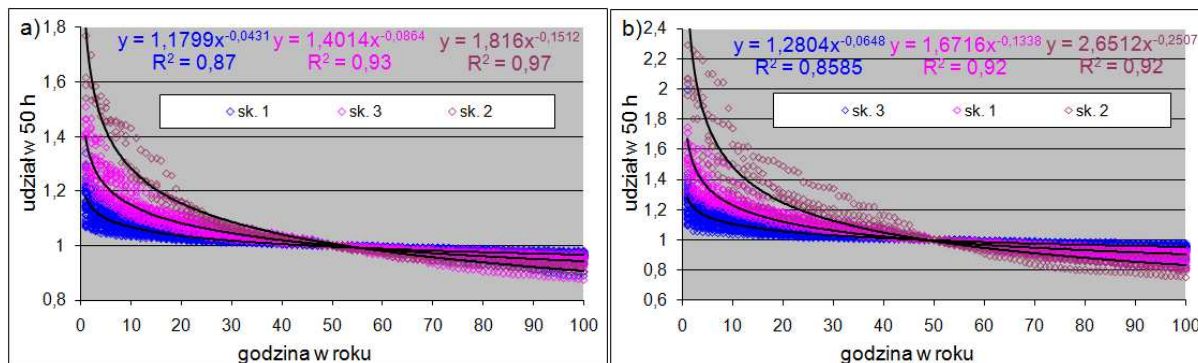 a)
y = 1,1799x^-0,0431 y = 1,4014x^-0,0864 y = 1,816x^-0,1512
R² = 0,87 R² = 0,93 R² = 0,97
sk. 1 sk. 3 sk. 2
udziałw 50 h
1,8
1,6
1,4
1,2
1
0,8
0 10 20 30 40 50 60 70 80 90 100
godzina w roku
b)
y = 1,2804x^-0,0648 y = 1,6716x^-0,1338 y = 2,6512x^-0,2507
R² = 0,8585 R² = 0,92 R² = 0,92
sk. 3 sk. 1 sk. 2
udziałw 50 h
2,4
2,2
2
1,8
1,6
1,4
1,2
1
0,8
0,6
0 10 20 30 40 50 60 70 80 90 100
godzina w roku